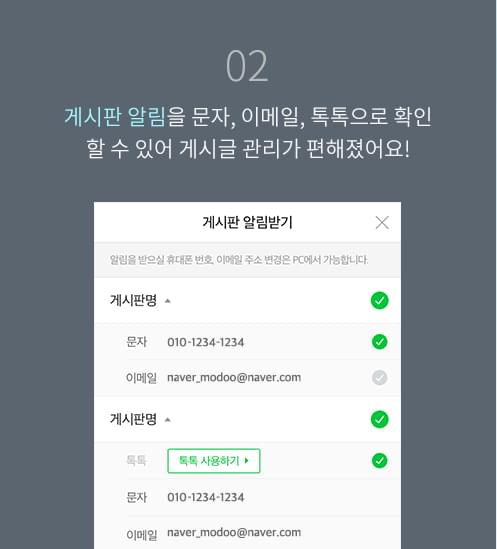 02
게시판 알림을 문자, 이메일, 톡톡으로 확인
할 수 있어 게시글 관리가 편해졌어요!
게시판 알림받기
알림을 받으실 휴대폰 번호, 이메일 주소 변경은 PC에서 가능합니다.
게시판명
문자 010-1234-1234
이메일 naver_modoo@naver.com
게시판명
톡톡 톡톡 사용하기
문자 010-1234-1234
이메일 naver_modoo@naver.com